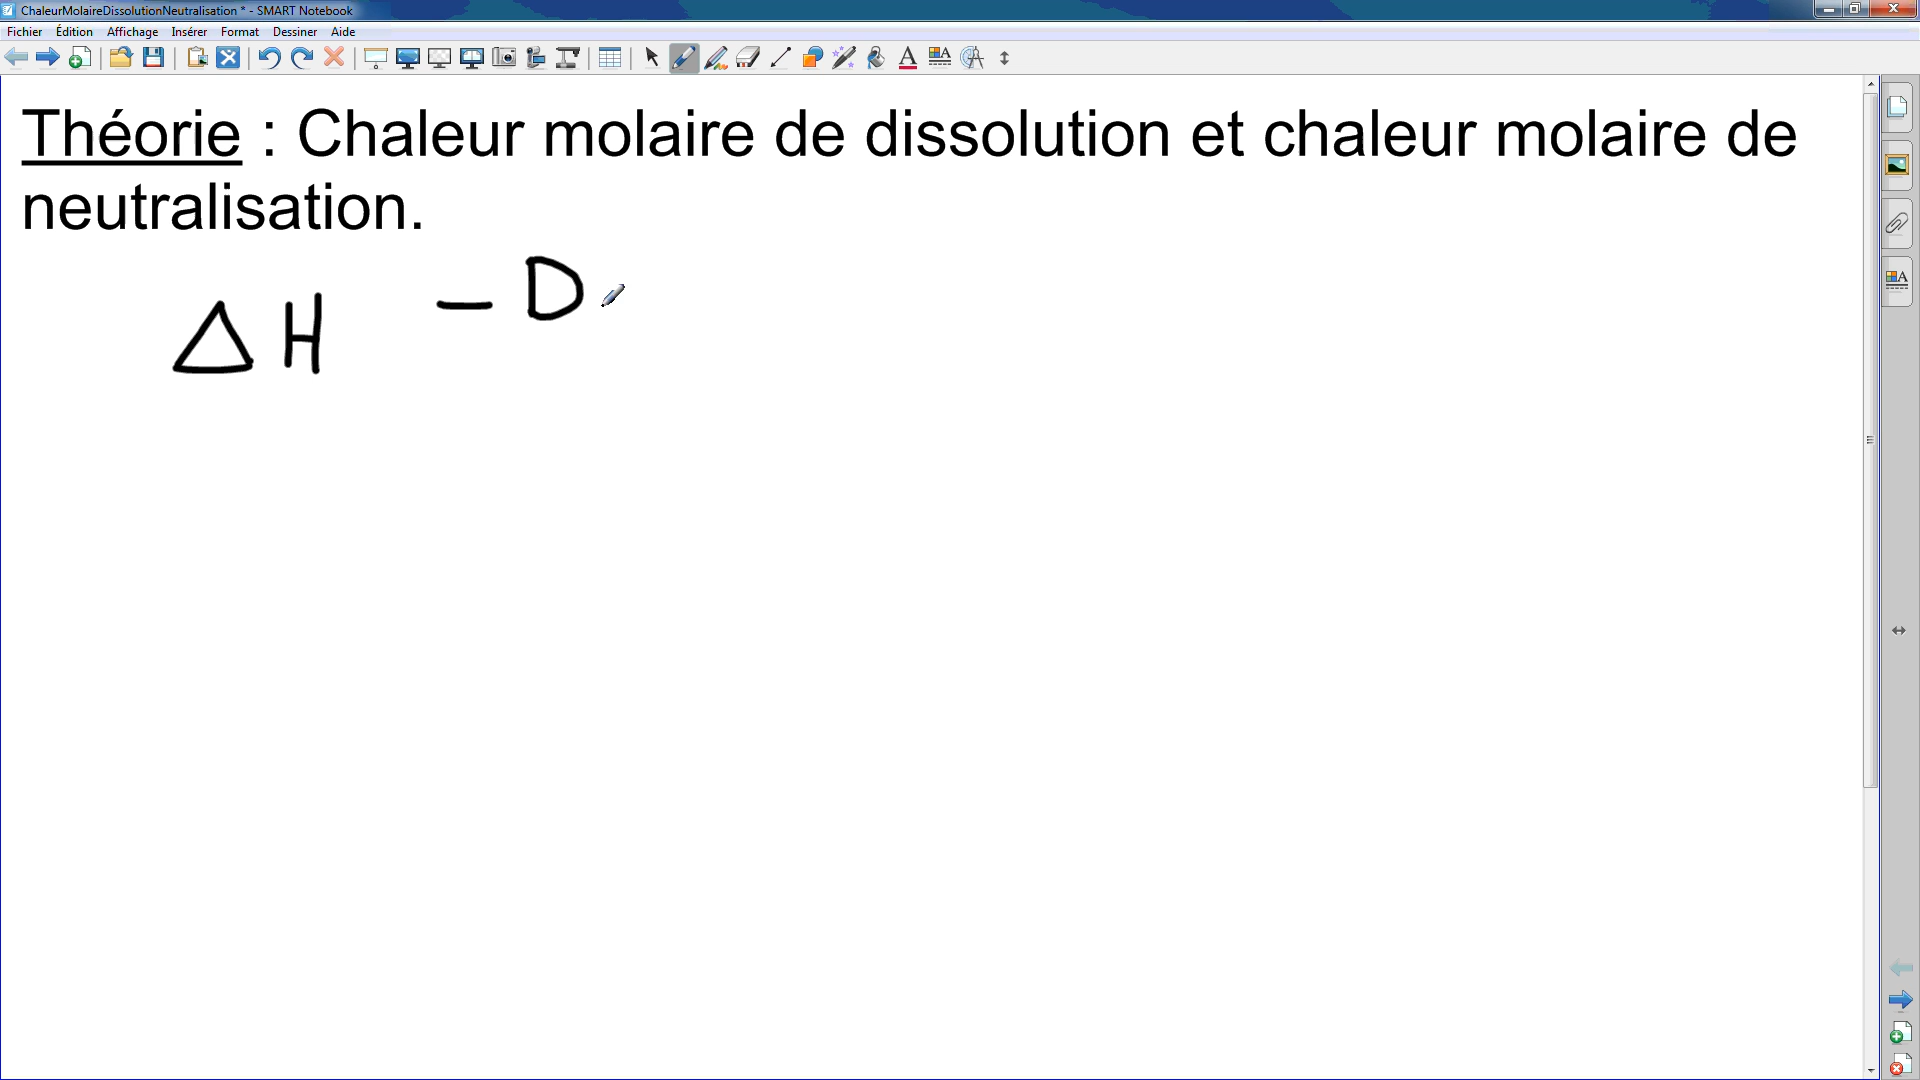 ChaleurMolaireDissolutionNeutralisation * - SMART Notebook
Fichier Édition Affichage Insérer Format Dessiner Aide
Théorie : Chaleur molaire de dissolution et chaleur molaire de
neutralisation.
Δ H – D